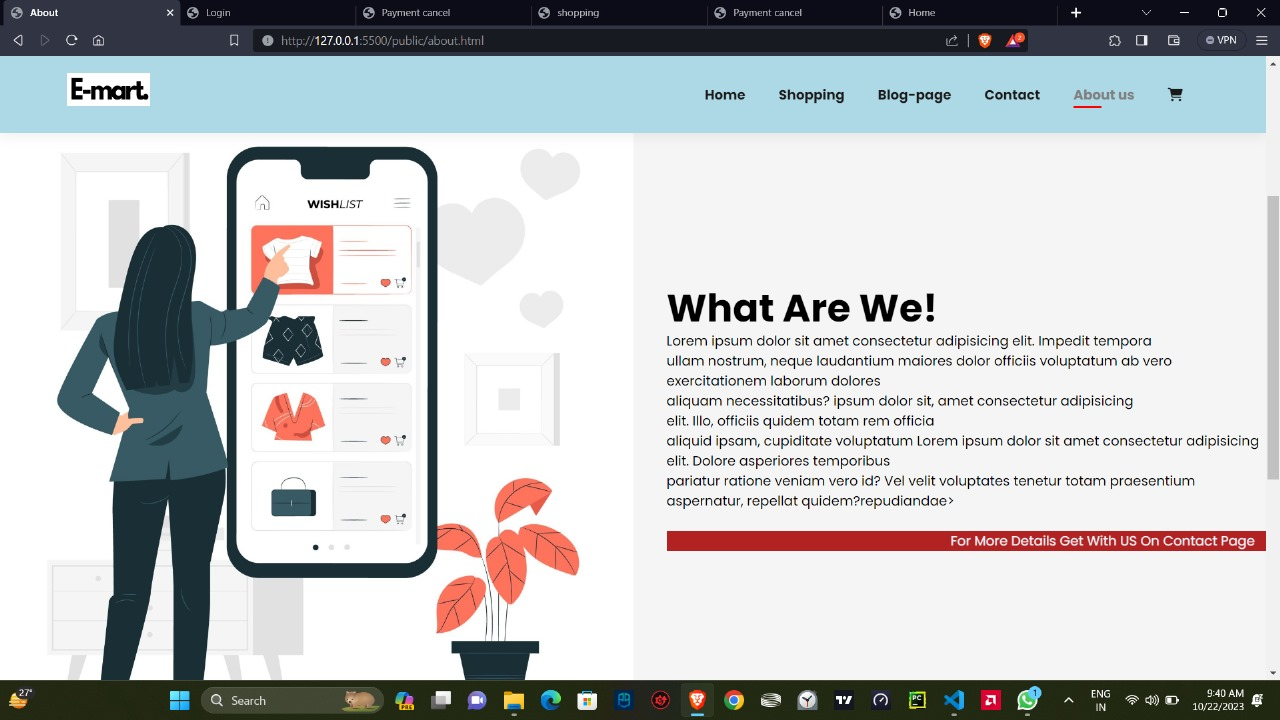 About
Login
Payment cancel
shopping
Payment cancel
Home
http://127.0.0.1:5500/public/about.html
VPN
E-mart.
Home
Shopping
Blog-page
Contact
About us
WISHLIST
What Are We!
Lorem ipsum dolor sit amet consectetur adipisicing elit. Impedit tempora
ullam nostrum, neque laudantium maiores dolor officiis voluptatum ab vero
exercitationem laborum dolores
aliquam necessitatibus? ipsum dolor sit, amet consectetur adipisicing
elit. Illo, officiis quidem totam rem officia
aliquid ipsam, cupiditate voluptatum Lorem ipsum dolor sit amet consectetur adipisicing
elit. Dolore asperiores temporibus
pariatur ratione veniam vero id? Vel velit voluptates tenetur totam praesentium
aspernatur, repellat quidem?repudiandae>
For More Details Get With US On Contact Page
27°
Search
1
ENG
IN
9:40 AM
10/22/2023